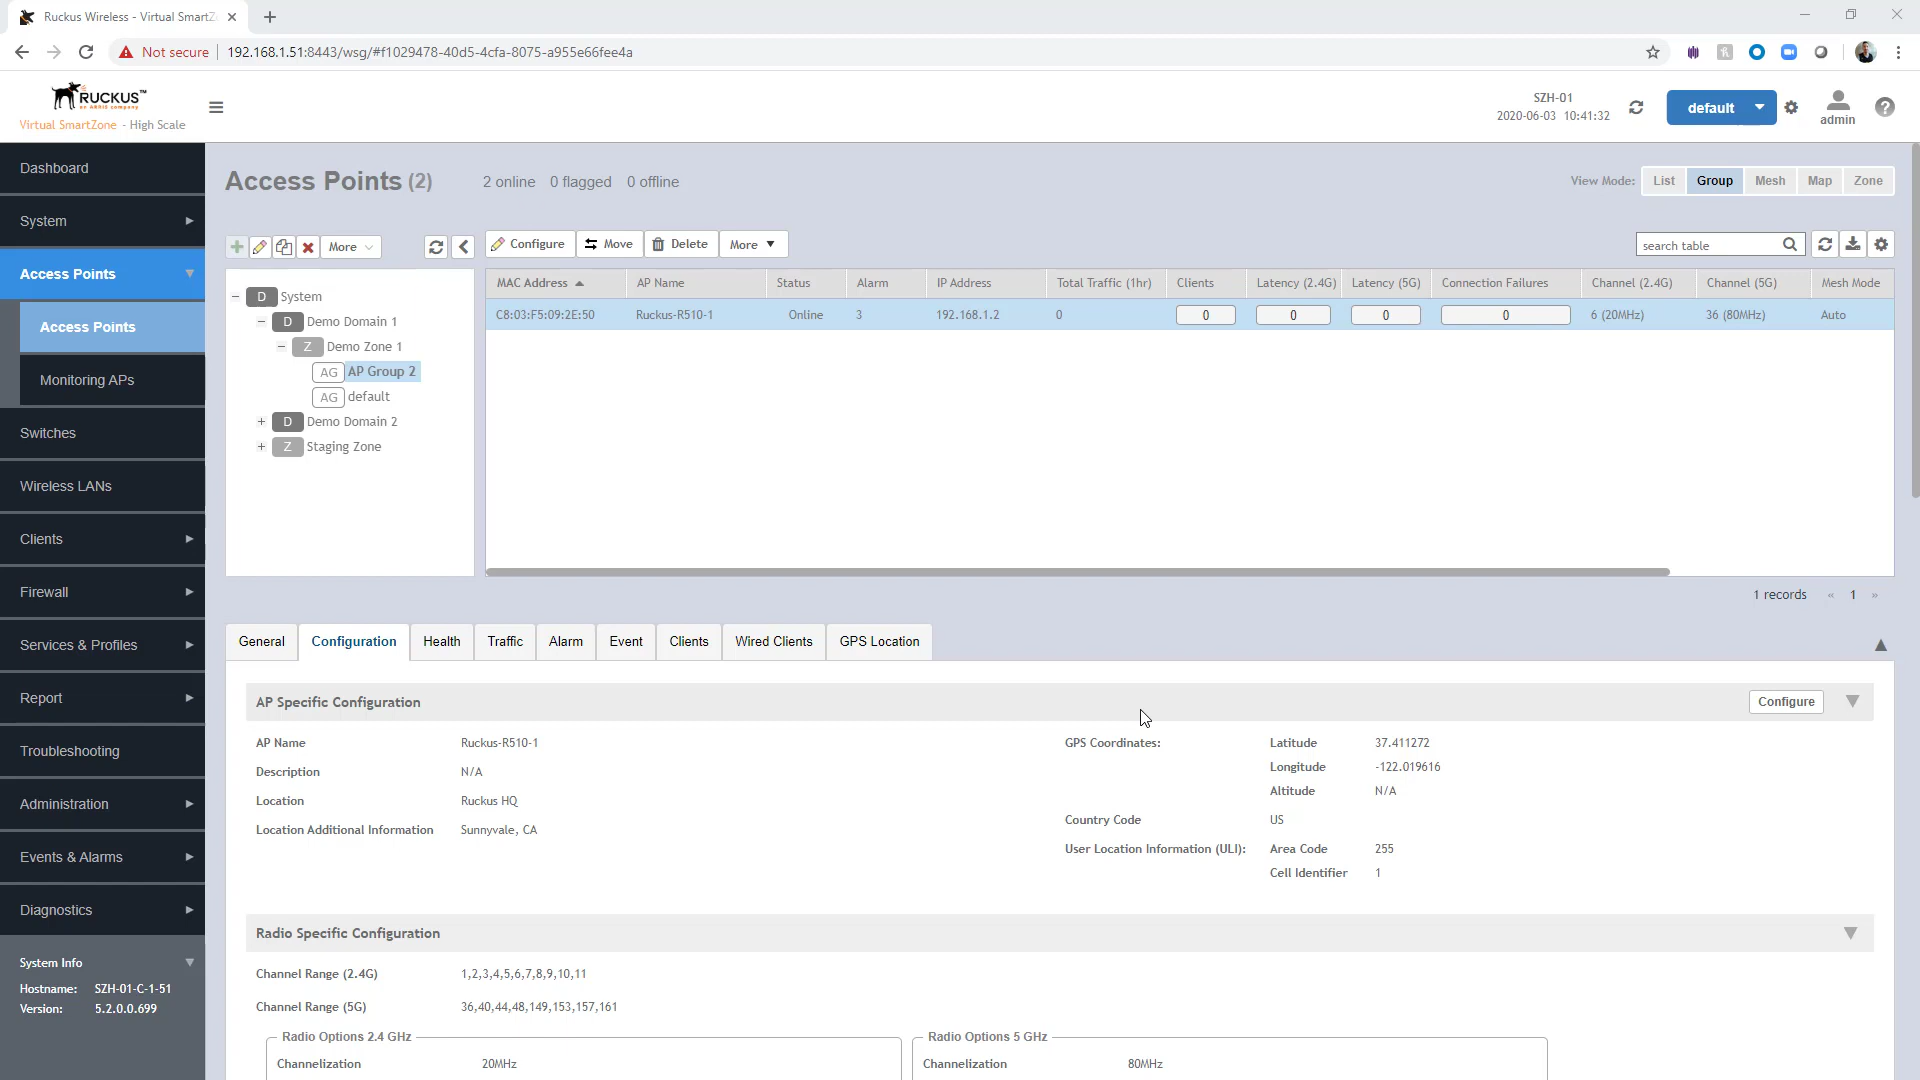 Ruckus Wireless - Virtual SmartZ
Not secure
192.168.1.51:8443/wsg/#f1029478-40d5-4cfa-8075-a955e66fee4a
RUCKUS™
Virtual SmartZone - High Scale
SZH-01
2020-06-03 10:41:32
default
admin
Dashboard
System
Access Points
Access Points
Monitoring APs
Switches
Wireless LANs
Clients
Firewall
Services & Profiles
Report
Troubleshooting
Administration
Events & Alarms
Diagnostics
System Info
Hostname: SZH-01-C-1-51
Version: 5.2.0.0.699
Access Points (2)
2 online 0 flagged 0 offline
View Mode: List Group Mesh Map Zone
More
D System
D Demo Domain 1
Z Demo Zone 1
AG AP Group 2
AG default
D Demo Domain 2
Z Staging Zone
Configure Move Delete More
search table
MAC Address AP Name Status Alarm IP Address Total Traffic (1hr) Clients Latency (2.4G) Latency (5G) Connection Failures Channel (2.4G) Channel (5G) Mesh Mode
C8:03:F5:09:2E:50 Ruckus-R510-1 Online 3 192.168.1.2 0 0 0 0 0 6 (20MHz) 36 (80MHz) Auto
1 records « 1 »
General Configuration Health Traffic Alarm Event Clients Wired Clients GPS Location
AP Specific Configuration
Configure
AP Name Ruckus-R510-1
Description N/A
Location Ruckus HQ
Location Additional Information Sunnyvale, CA
GPS Coordinates: Latitude 37.411272
Longitude -122.019616
Altitude N/A
Country Code US
User Location Information (ULI): Area Code 255
Cell Identifier 1
Radio Specific Configuration
Channel Range (2.4G) 1,2,3,4,5,6,7,8,9,10,11
Channel Range (5G) 36,40,44,48,149,153,157,161
Radio Options 2.4 GHz
Channelization 20MHz
Radio Options 5 GHz
Channelization 80MHz